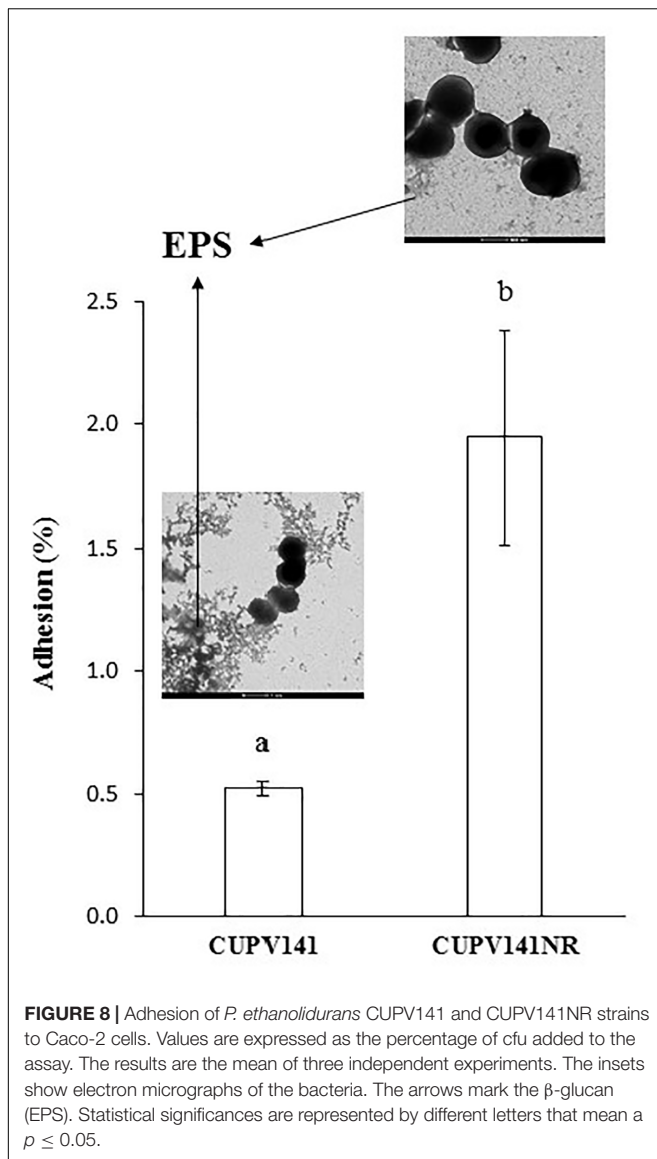 EPS
b
2.5
2.0
1.5
1.0
0.5
0.0
Adhesion (%)
a
CUPV141
CUPV141NR
FIGURE 8 | Adhesion of P. ethanolidurans CUPV141 and CUPV141NR strains
to Caco-2 cells. Values are expressed as the percentage of cfu added to the
assay. The results are the mean of three independent experiments. The insets
show electron micrographs of the bacteria. The arrows mark the β-glucan
(EPS). Statistical significances are represented by different letters that mean a
p ≤ 0.05.